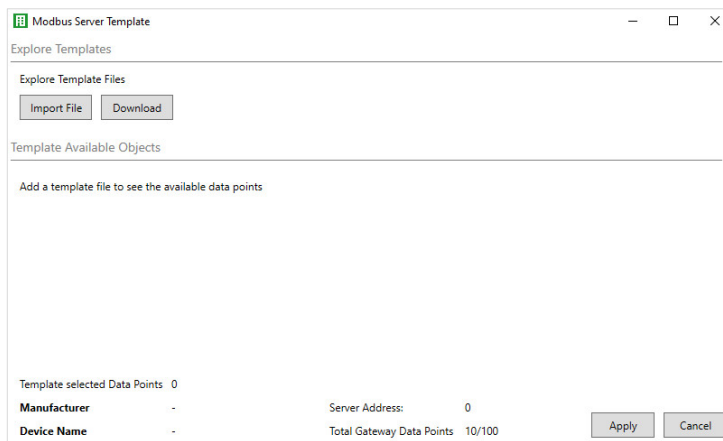 Modbus Server Template
Explore Templates
Explore Template Files
Import File Download
Template Available Objects
Add a template file to see the available data points
Template selected Data Points 0
Manufacturer - Server Address: 0
Device Name - Total Gateway Data Points 10/100
Apply Cancel